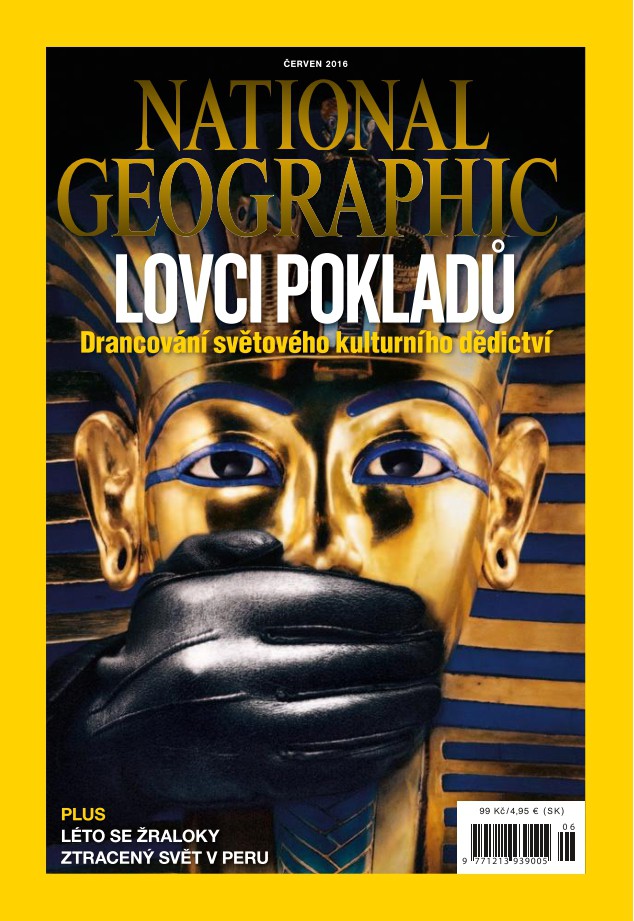 ČERVEN 2016
NATIONAL
GEOGRAPHIC
LOVCI POKLADŮ
Drancování světového kulturního dědictví
PLUS
LÉTO SE ŽRALOKY
ZTRACENÝ SVĚT V PERU
99 Kč/4,95 € (SK)
06
9 771213 939005